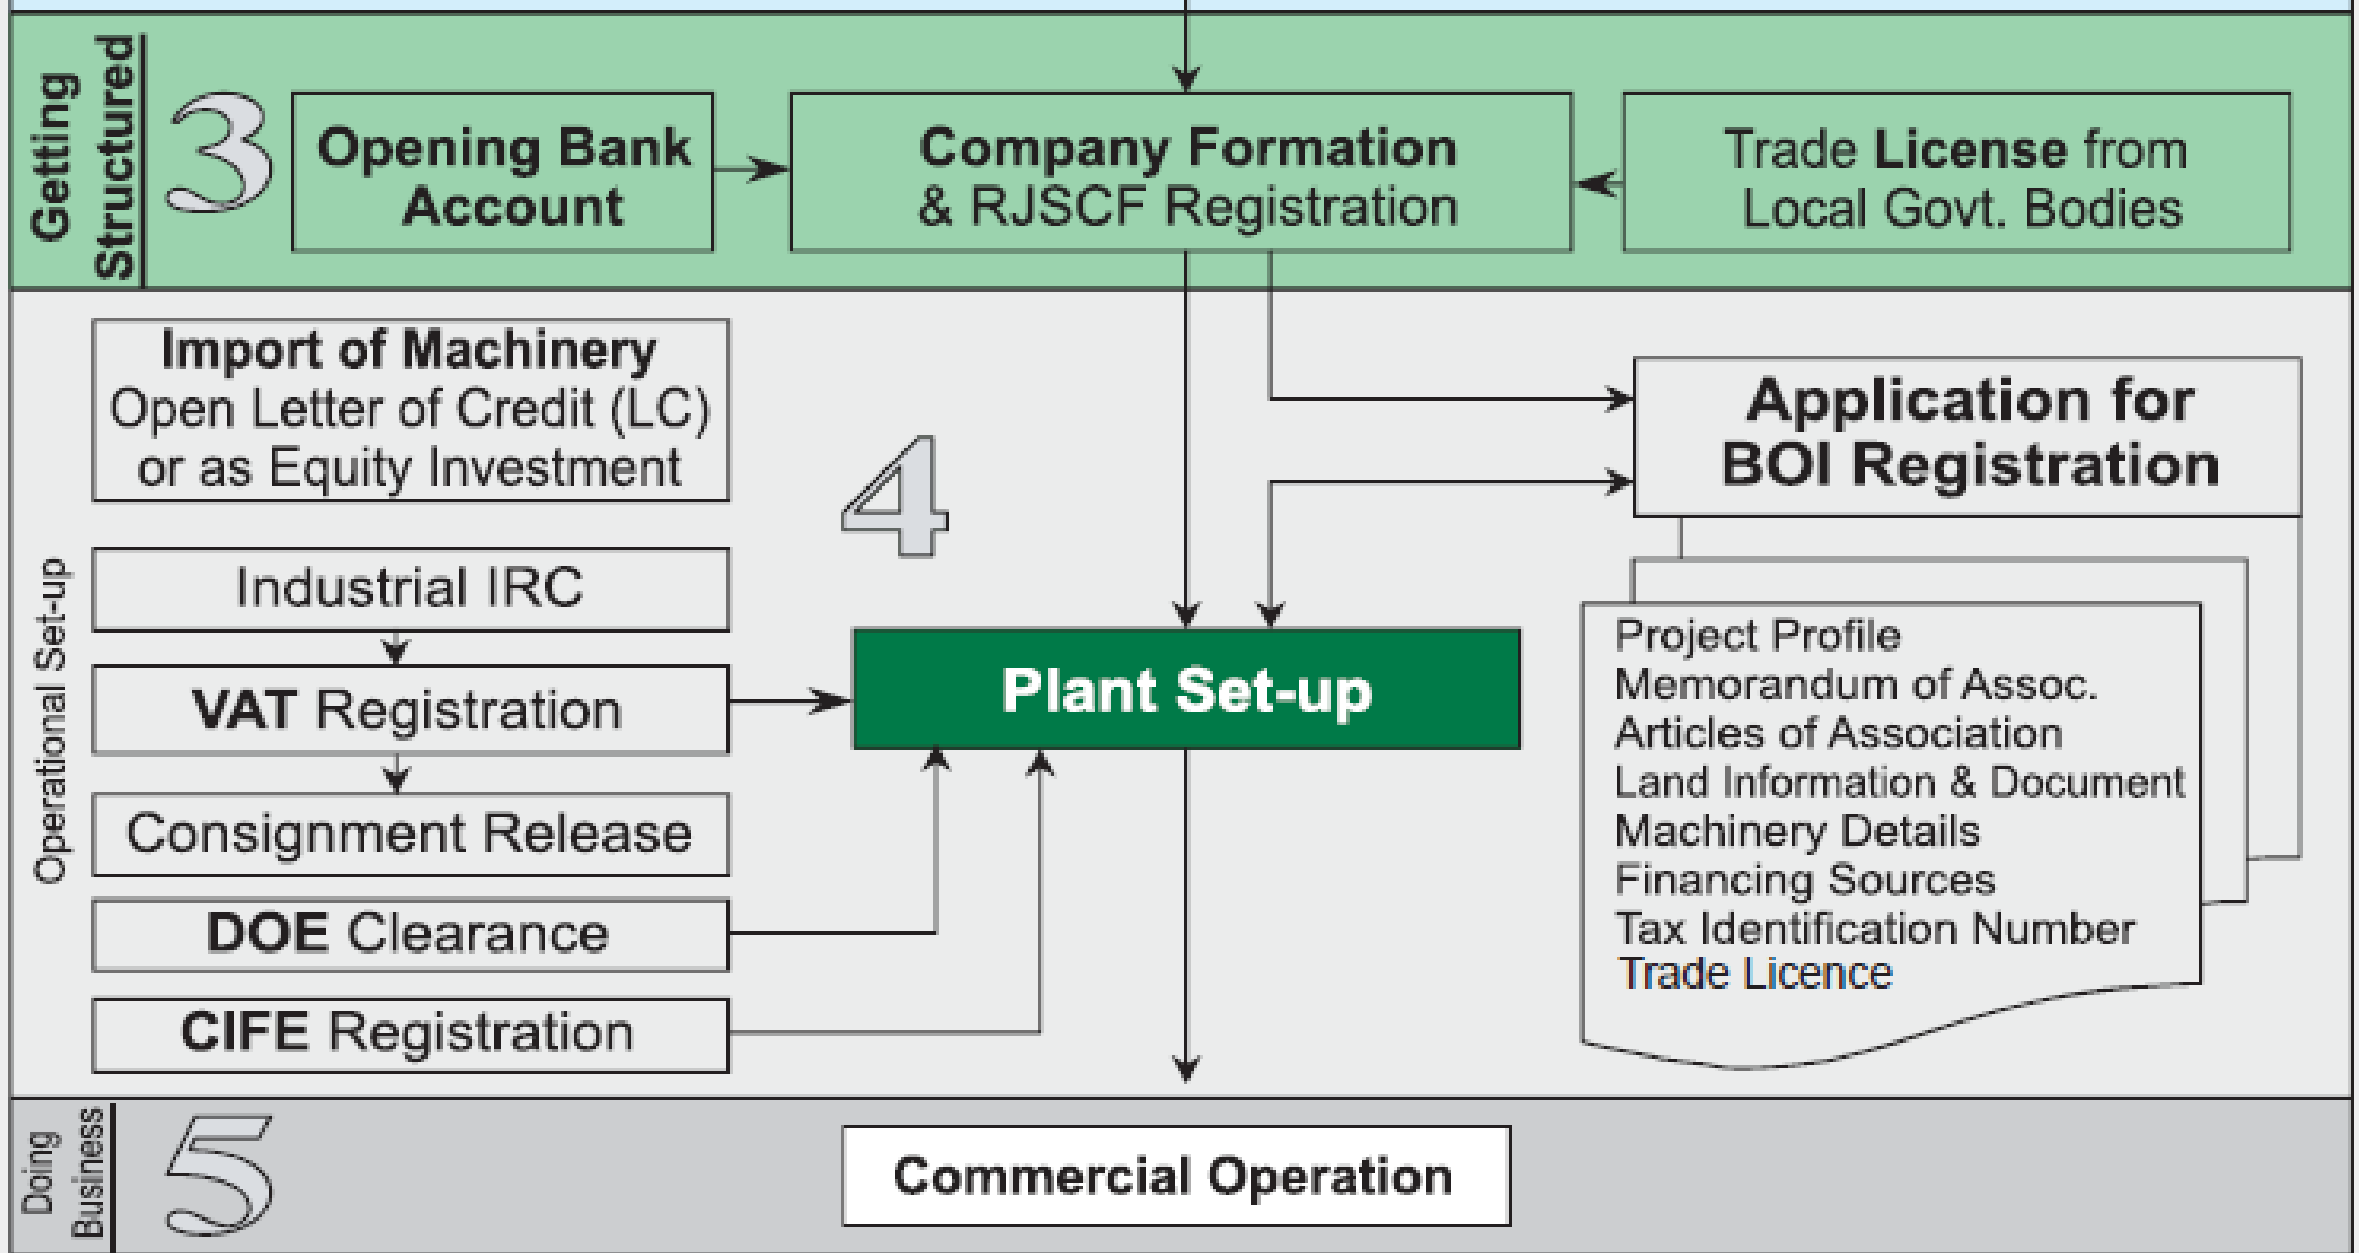 Getting
Structured
3
Opening Bank
Account
Company Formation
& RJSCF Registration
Trade License from
Local Govt. Bodies
Operational Set-up
4
Import of Machinery
Open Letter of Credit (LC)
or as Equity Investment
Industrial IRC
VAT Registration
Consignment Release
DOE Clearance
CIFE Registration
Plant Set-up
Application for
BOI Registration
Project Profile
Memorandum of Assoc.
Articles of Association
Land Information & Document
Machinery Details
Financing Sources
Tax Identification Number
Trade Licence
Doing
Business
5
Commercial Operation